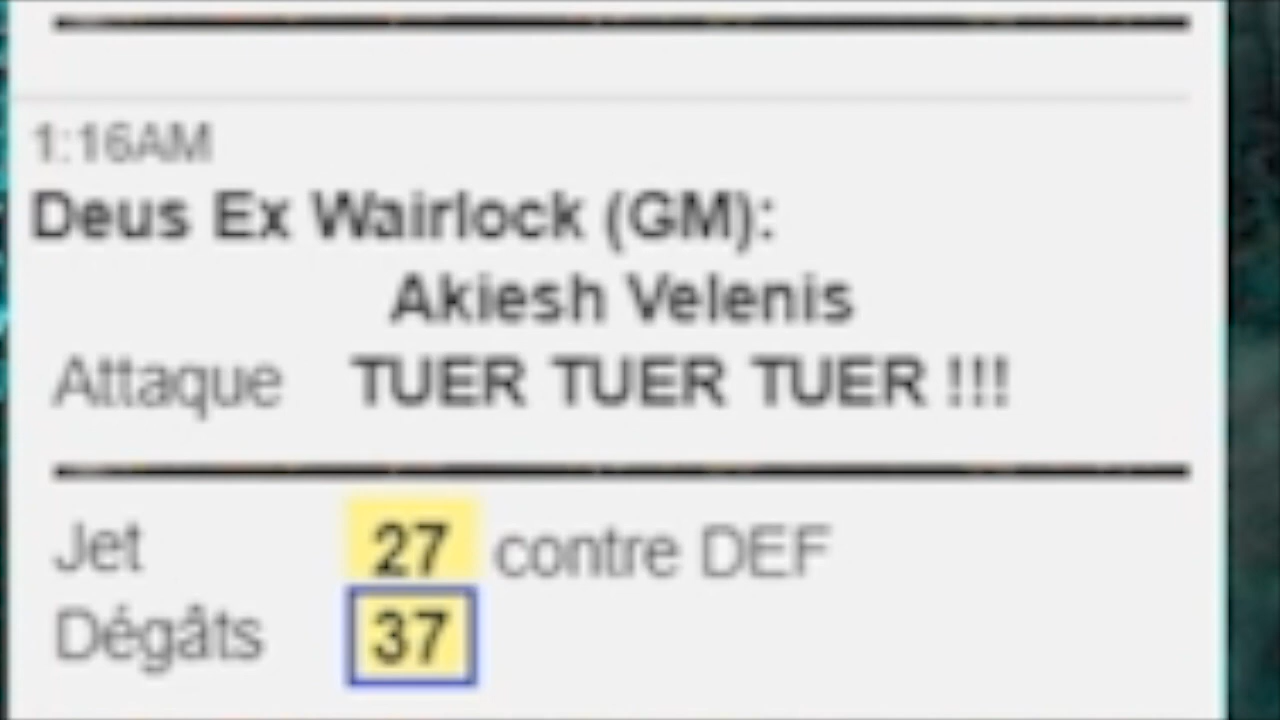 1:16AM
Deus Ex Wairlock (GM):
Akiesh Velenis
Attaque TUER TUER TUER !!!
Jet 27 contre DEF
Dégâts 37